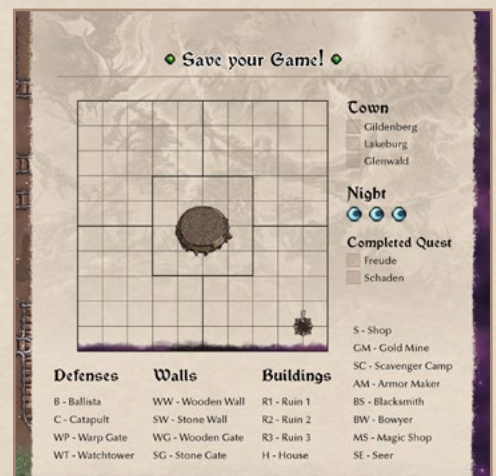 Save your Game!
Town
Gildenberg
Lakeburg
Glenwald
Night
Completed Quest
Freude
Schaden
Defenses
B - Ballista
C - Catapult
WP - Warp Gate
WT - Watchtower
Walls
WW - Wooden Wall
SW - Stone Wall
WG - Wooden Gate
SG - Stone Gate
Buildings
R1 - Ruin 1
R2 - Ruin 2
R3 - Ruin 3
H - House
S - Shop
GM - Gold Mine
SC - Scavenger Camp
AM - Armor Maker
BS - Blacksmith
BW - Bowyer
MS - Magic Shop
SE - Seer